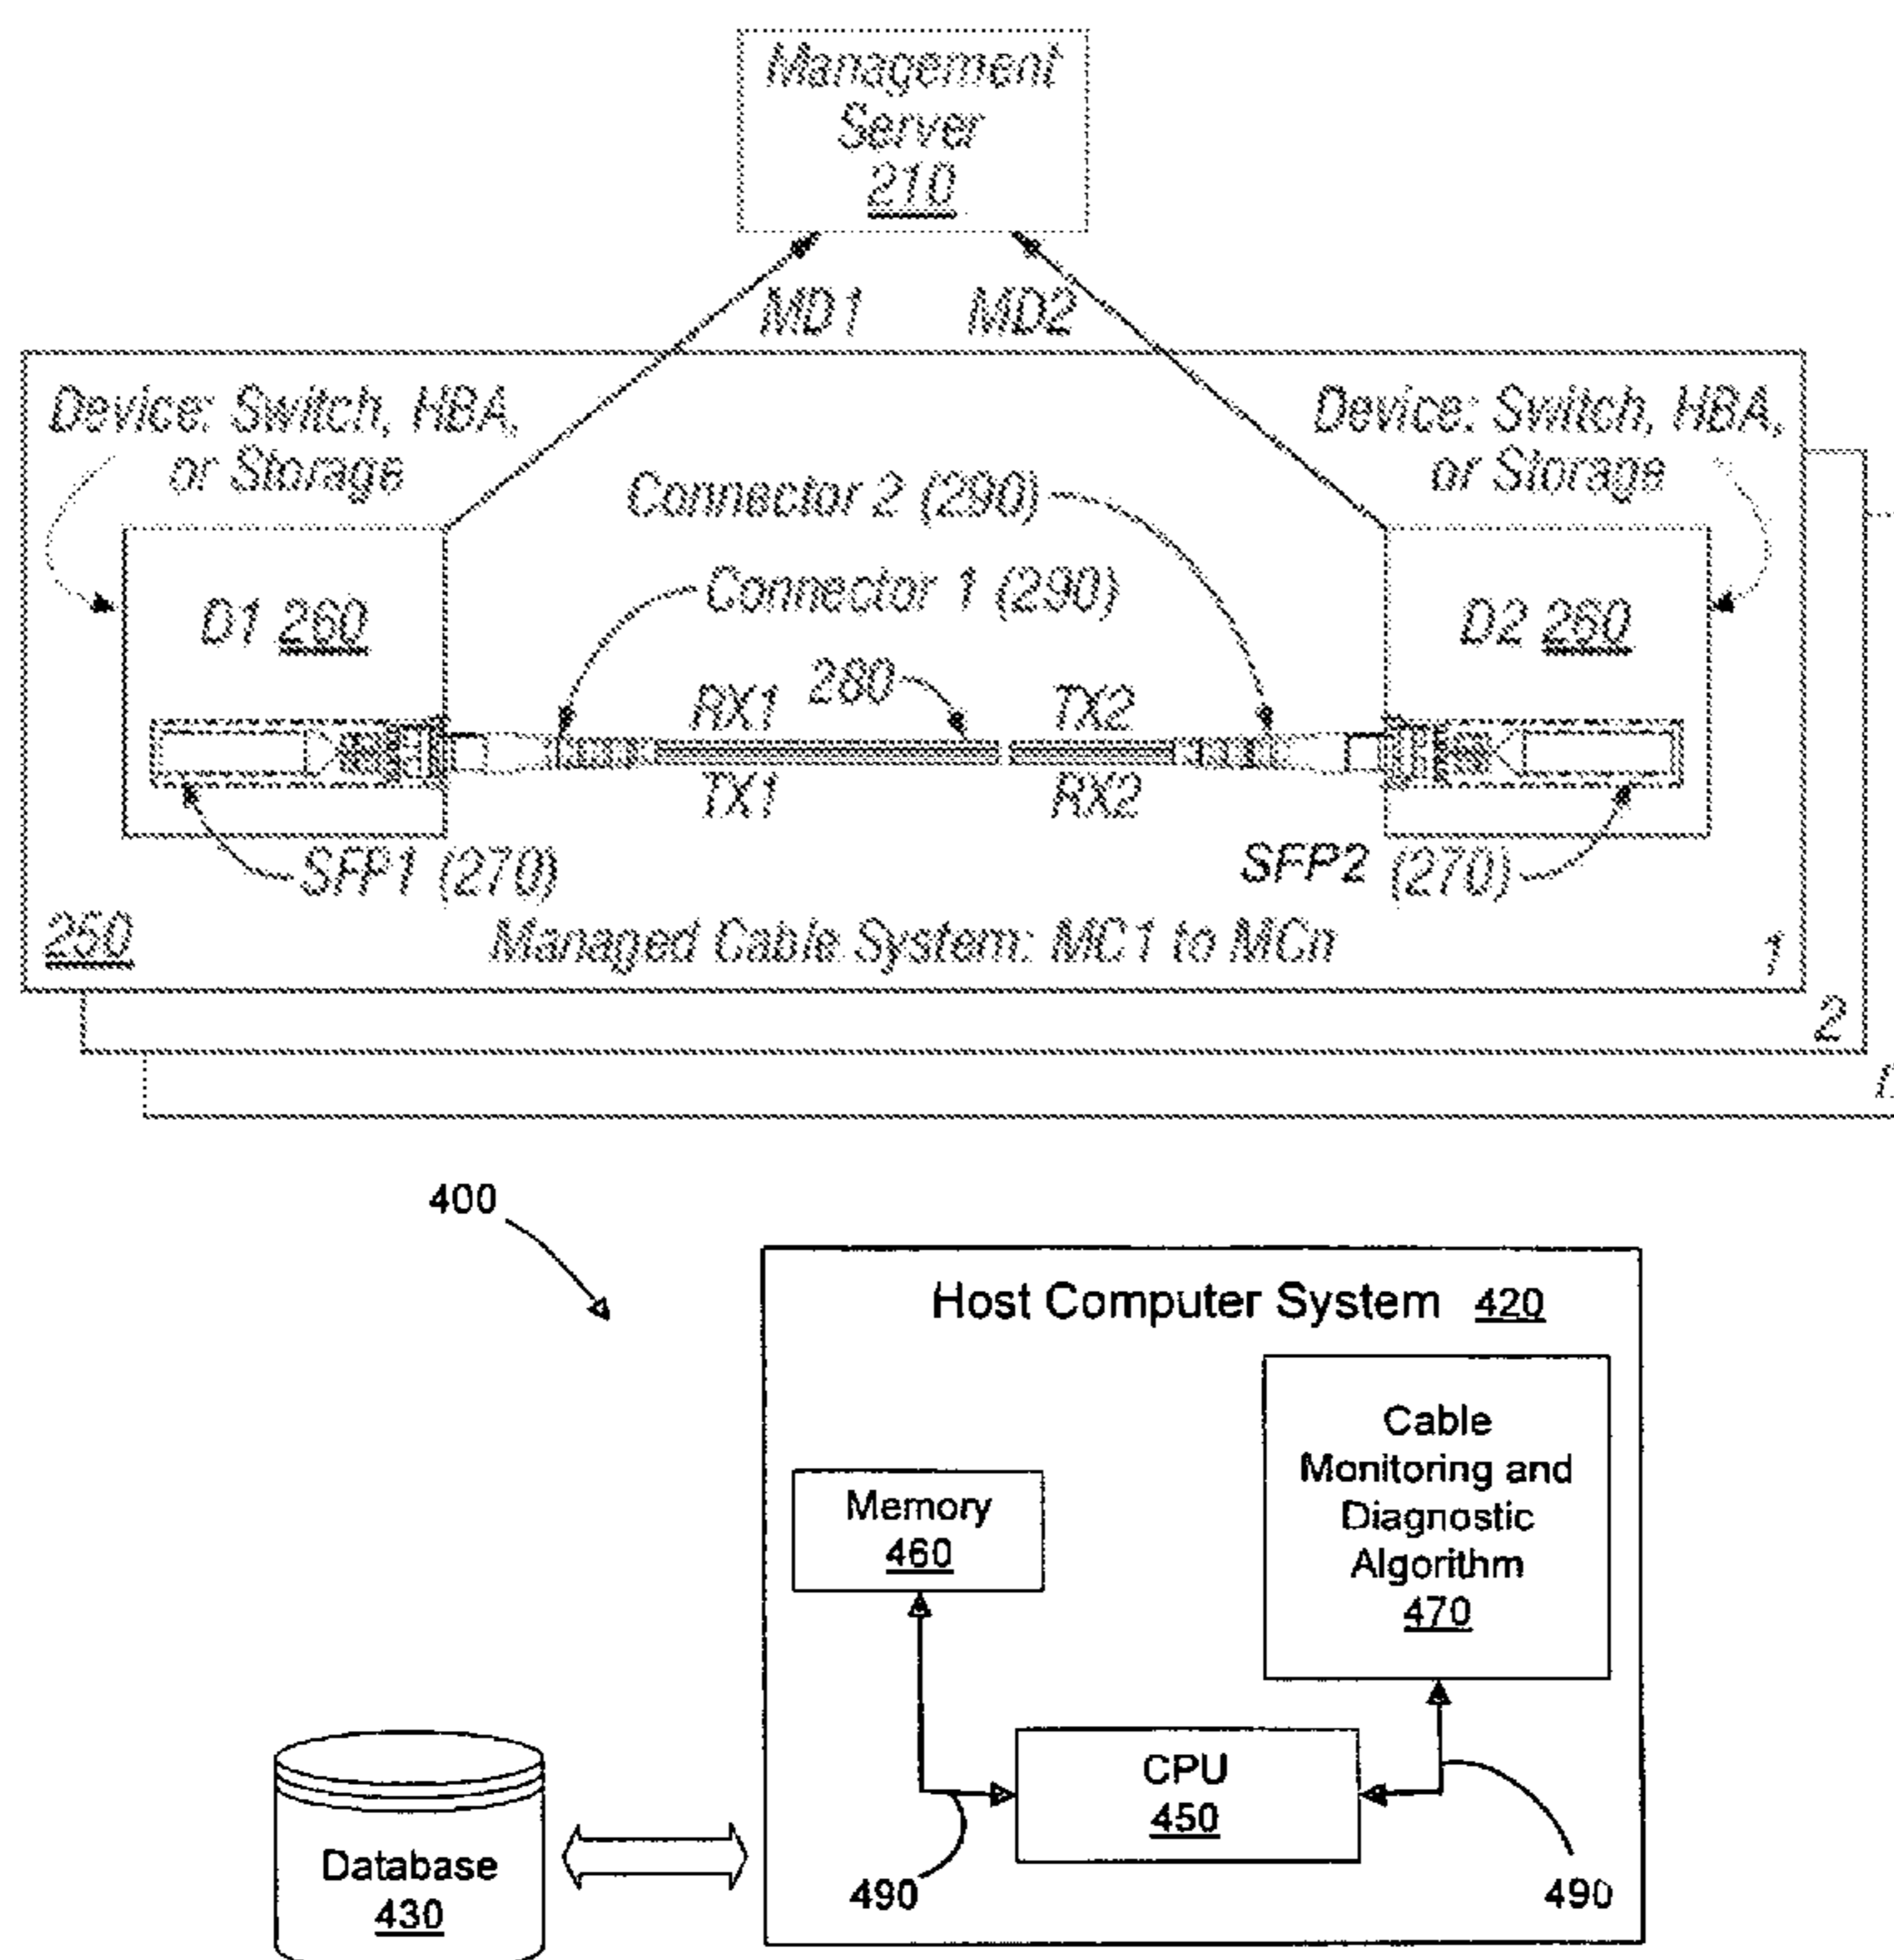 Management
Server
210
MD1 MD2
Device: Switch, HBA,
or Storage
Device: Switch, HBA,
or Storage
Connector 2 (290)
Connector 1 (290)
D1 260
D2 260
RX1 280 TX2
TX1 RX2
SFP1 (270)
SFP2 (270)
250
Managed Cable System: MC1 to MCn
1
2
400
Host Computer System 420
Cable
Monitoring and
Diagnostic
Algorithm
470
Memory
460
CPU
450
Database
430
490
490